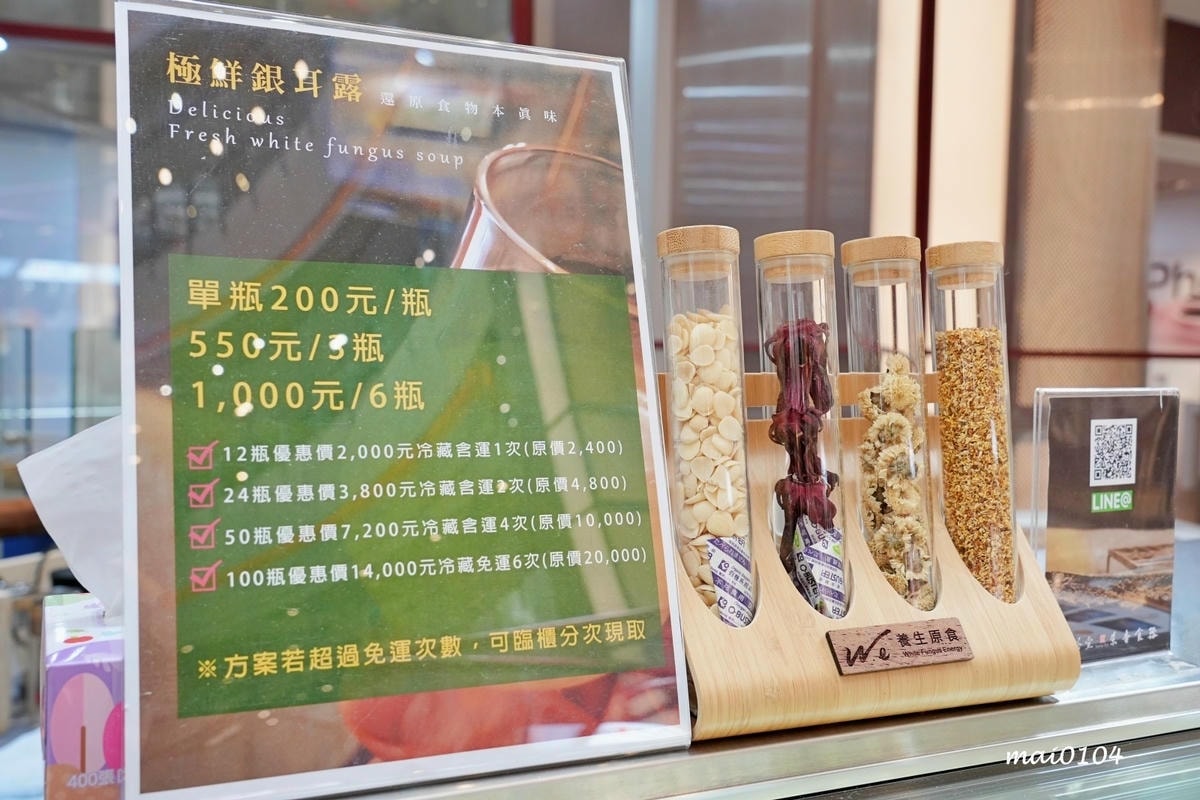 極鮮銀耳露 還原食物本真味
Delicious
Fresh white fungus soup
單瓶200元/瓶
550元/3瓶
1,000元/6瓶
12瓶優惠價2,000元冷藏含運1次(原價2,400)
24瓶優惠價3,800元冷藏含運2次(原價4,800)
50瓶優惠價7,200元冷藏含運4次(原價10,000)
100瓶優惠價14,000元冷藏免運6次(原價20,000)
※方案若超過免運次數，可臨櫃分次現取
We 養生原食
White Fungus Energy
LINE@
Ph
400張
mai0104